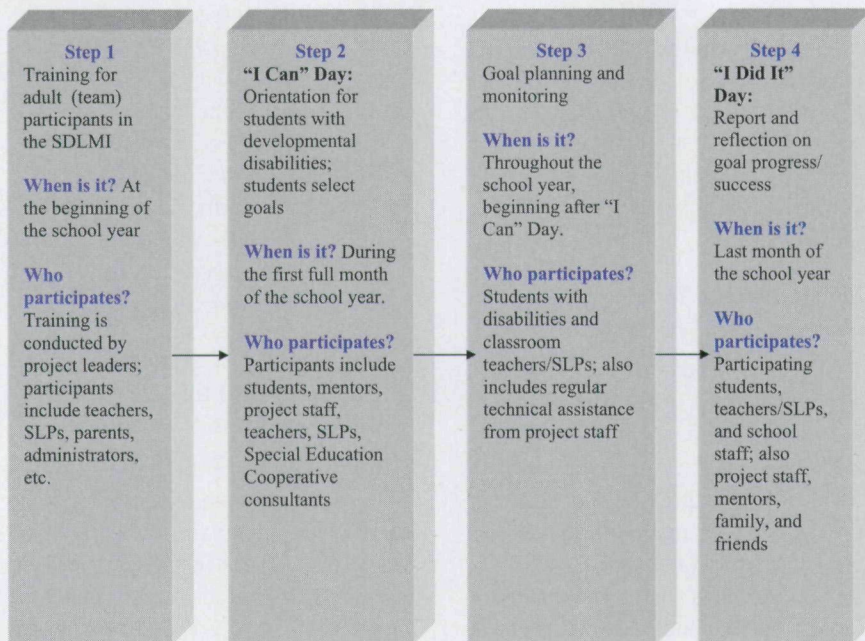 Step 1
Training for
adult (team)
participants in
the SDLMI
When is it? At
the beginning of
the school year
Who
participates?
Training is
conducted by
project leaders;
participants
include teachers,
SLPs, parents,
administrators,
etc.
Step 2
“I Can” Day:
Orientation for
students with
developmental
disabilities;
students select
goals
When is it? During
the first full month
of the school year.
Who participates?
Participants include
students, mentors,
project staff,
teachers, SLPs,
Special Education
Cooperative
consultants
Step 3
Goal planning and
monitoring
When is it?
Throughout the
school year,
beginning after “I
Can” Day.
Who participates?
Students with
disabilities and
classroom
teachers/SLPs; also
includes regular
technical assistance
from project staff
Step 4
“I Did It”
Day:
Report and
reflection on
goal progress/
success
When is it?
Last month of
the school year
Who
participates?
Participating
students,
teachers/SLPs,
and school
staff; also
project staff,
mentors,
family, and
friends